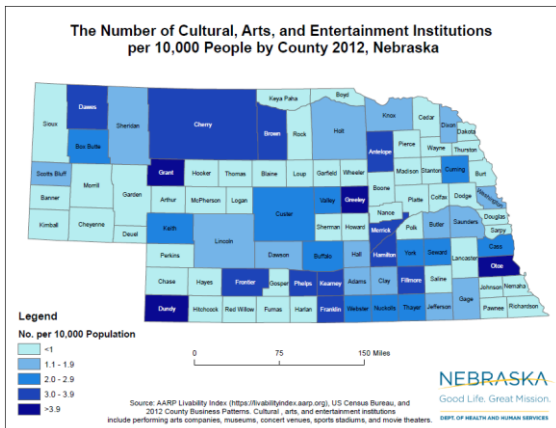 The Number of Cultural, Arts, and Entertainment Institutions
per 10,000 People by County 2012, Nebraska
Sioux
Dawes
Sheridan
Cherry
Keya Paha
Boyd
Brown
Rock
Holt
Knox
Cedar
Dixon
Dakota
Box Butte
Antelope
Pierce
Wayne
Thurston
Scotts Bluff
Morrill
Garden
Grant
Hooker
Thomas
Blaine
Loup
Garfield
Wheeler
Madison
Stanton
Cuming
Burt
Banner
Arthur
McPherson
Logan
Custer
Valley
Greeley
Boone
Platte
Colfax
Dodge
Washington
Kimball
Cheyenne
Deuel
Keith
Lincoln
Sherman
Howard
Nance
Merrick
Polk
Butler
Saunders
Douglas
Sarpy
Perkins
Dawson
Buffalo
Hall
Hamilton
York
Seward
Lancaster
Cass
Otoe
Chase
Hayes
Frontier
Gosper
Phelps
Kearney
Adams
Clay
Fillmore
Saline
Gage
Johnson
Nemaha
Dundy
Hitchcock
Red Willow
Furnas
Harlan
Franklin
Webster
Nuckolls
Thayer
Jefferson
Pawnee
Richardson
Legend
No. per 10,000 Population
<1
1.1 - 1.9
2.0 - 2.9
3.0 - 3.9
>3.9
0 75 150 Miles
Source: AARP Livability Index (https://livabilityindex.aarp.org), US Census Bureau, and
2012 County Business Patterns. Cultural , arts, and entertainment institutions
include performing arts companies, museums, concert venues, sports stadiums, and movie theaters.
NEBRASKA
Good Life. Great Mission.
DEPT. OF HEALTH AND HUMAN SERVICES